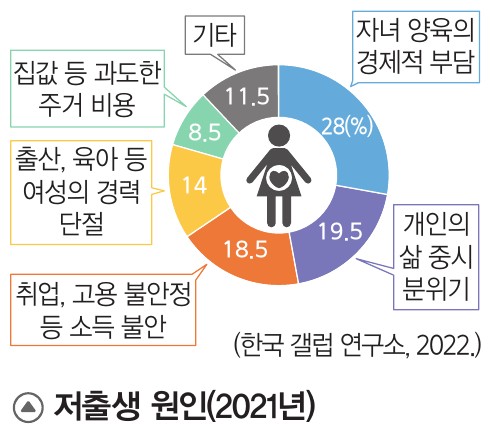 기타
자녀 양육의
경제적 부담
집값 등 과도한
주거 비용
11.5
28(%)
8.5
출산, 육아 등
여성의 경력
단절
14
19.5
개인의
삶 중시
분위기
18.5
취업, 고용 불안정
등 소득 불안
(한국 갤럽 연구소, 2022.)
저출생 원인(2021년)